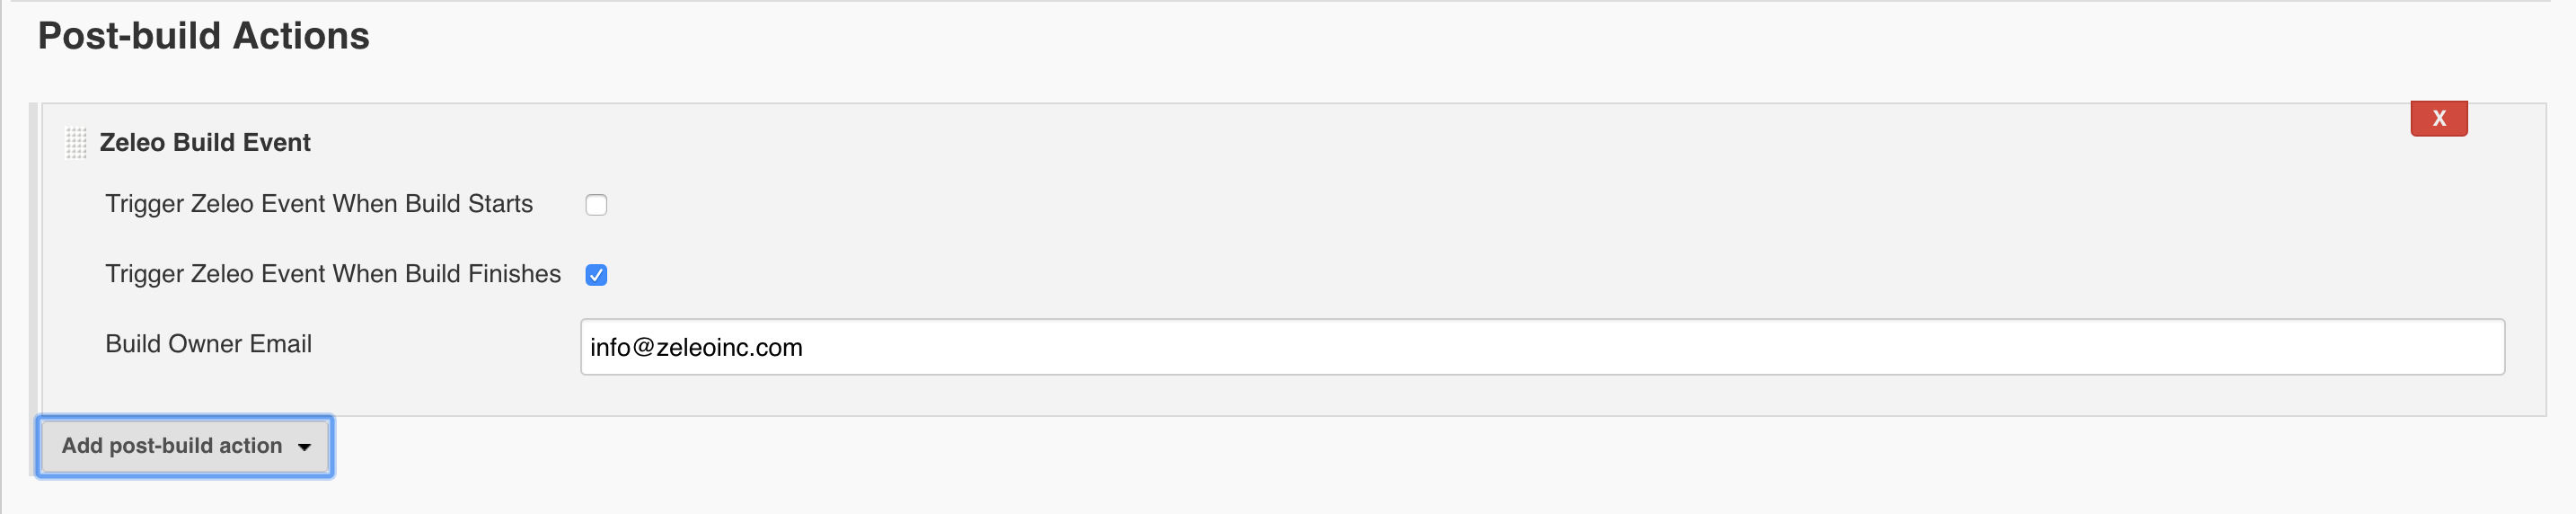 Post-build Actions
Zeleo Build Event
X
Trigger Zeleo Event When Build Starts
Trigger Zeleo Event When Build Finishes
Build Owner Email
info@zeleoinc.com
Add post-build action